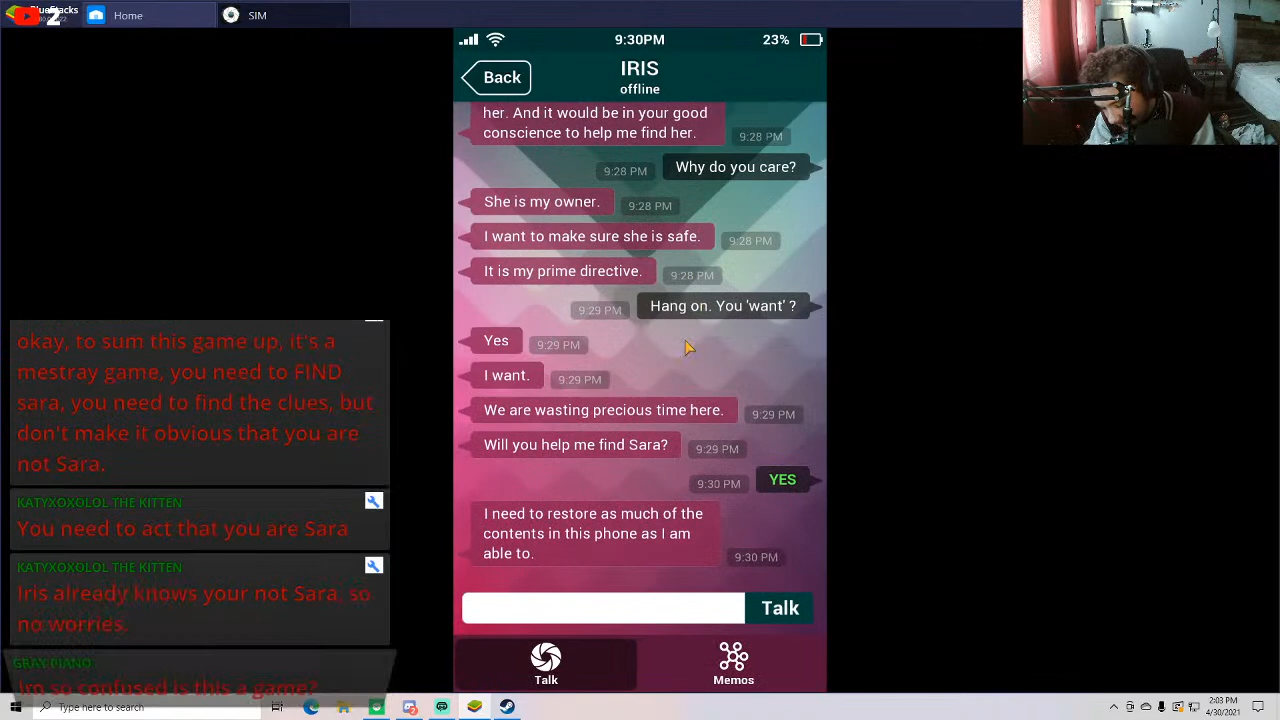 BlueStacks
Home
SIM
2
9:30PM
23%
Back
IRIS
offline
her. And it would be in your good
conscience to help me find her.
9:28 PM
Why do you care?
9:28 PM
She is my owner.
9:28 PM
I want to make sure she is safe.
9:28 PM
It is my prime directive.
9:28 PM
Hang on. You 'want' ?
9:29 PM
Yes
9:29 PM
I want.
9:29 PM
We are wasting precious time here.
9:29 PM
Will you help me find Sara?
9:29 PM
YES
9:30 PM
I need to restore as much of the
contents in this phone as I am
able to.
9:30 PM
Talk
Talk
Memos
okay, to sum this game up, it's a
mestray game, you need to FIND
sara, you need to find the clues, but
don't make it obvious that you are
not Sara.
KATYXOXOLOL THE KITTEN
You need to act that you are Sara
KATYXOXOLOL THE KITTEN
Iris already knows your not Sara, so
no worries.
GRAY NANO
Im so confused is this a game?
Type here to search
2:03 PM
4/30/2021